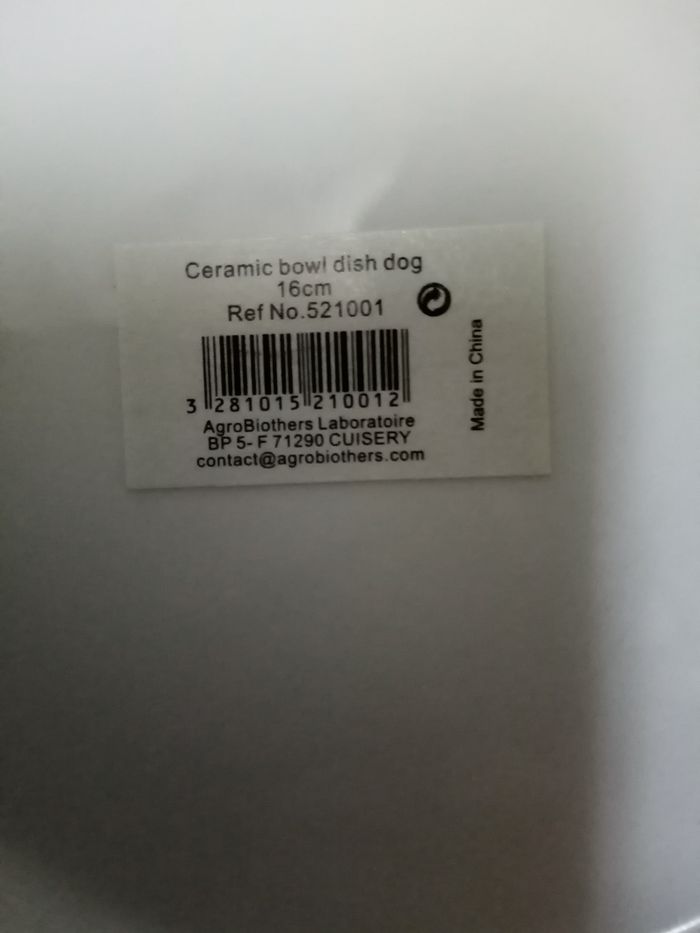 Ceramic bowl dish dog
16cm
Ref No.521001
3 281015 210012
AgroBiothers Laboratoire
BP 5- F 71290 CUISERY
contact@agrobiothers.com
Made in China